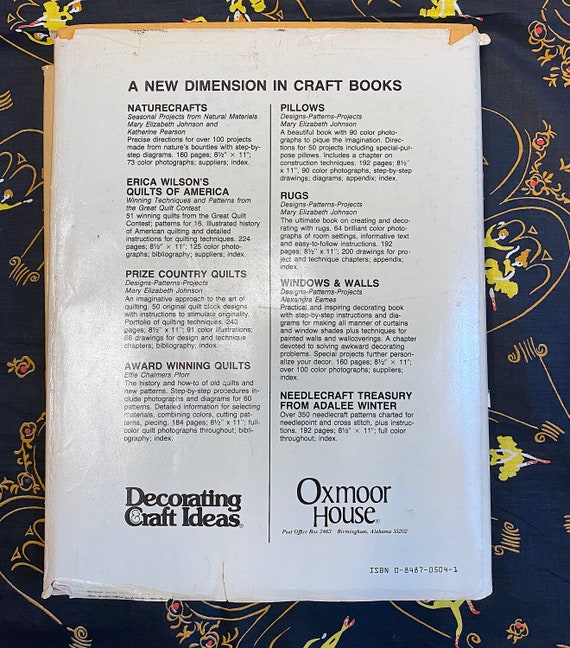 A NEW DIMENSION IN CRAFT BOOKS
NATURECRAFTS
Seasonal Projects from Natural Materials
Mary Elizabeth Johnson and
Katherine Pearson
Precise directions for over 100 projects
made from nature's bounties with step-by-
step diagrams. 160 pages; 8½" × 11";
73 color photographs; suppliers; index.
ERICA WILSON'S
QUILTS OF AMERICA
Winning Techniques and Patterns from
the Great Quilt Contest
51 winning quilts from the Great Quilt
Contest; patterns for 16. Illustrated history
of American quilting and detailed
instructions for quilting techniques. 224
pages; 8½" × 11"; 125 color photo-
graphs; bibliography; suppliers; index.
PRIZE COUNTRY QUILTS
Designs-Patterns-Projects
Mary Elizabeth Johnson
An imaginative approach to the art of
quilting. 50 original quilt block designs
with instructions to stimulate originality.
Portfolio of quilting techniques. 240
pages; 8½" x 11"; 91 color illustrations;
86 drawings for design and technique
chapters; bibliography; index.
AWARD WINNING QUILTS
Effie Chalmers Pforr
The history and how-to of old quilts and
new patterns. Step-by-step procedures in-
clude photographs and diagrams for 60
patterns. Detailed information for selecting
materials, combining colors, cutting pat-
terns, piecing. 184 pages; 8½" x 11"; full-
color quilt photographs throughout; bibli-
ography; index.
Decorating
& Craft Ideas®
PILLOWS
Designs-Patterns-Projects
Mary Elizabeth Johnson
A beautiful book with 90 color photo-
graphs to pique the imagination. Direc-
tions for 50 projects including special-pur-
pose pillows. Includes a chapter on
construction techniques. 192 pages; 8½"
x 11", 90 color photographs, step-by-step
drawings; diagrams; appendix; index.
RUGS
Designs-Patterns-Projects
Mary Elizabeth Johnson
The ultimate book on creating and deco-
rating with rugs. 64 brilliant color photo-
graphs of room settings, informative text
and easy-to-follow instructions. 192
pages; 8½" x 11"; 200 drawings for pro-
ject and technique chapters; appendix;
index.
WINDOWS & WALLS
Designs-Patterns-Projects
Alexandra Eames
Practical and inspiring decorating book
with step-by-step instructions and dia-
grams for making all manner of curtains
and window shades plus techniques for
painted walls and wallcoverings. A chapter
devoted to solving awkward decorating
problems. Special projects further person-
alize your decor. 160 pages; 8½" x 11";
over 100 color photographs; suppliers;
index.
NEEDLECRAFT TREASURY
FROM ADALEE WINTER
Over 350 needlecraft patterns charted for
needlepoint and cross stitch, plus instruc-
tions. 192 pages; 8½" x 11"; full color
throughout; index.
Oxmoor
House®
Post Office Box 2463 Birmingham, Alabama 35202
ISBN 0-8487-0504-1